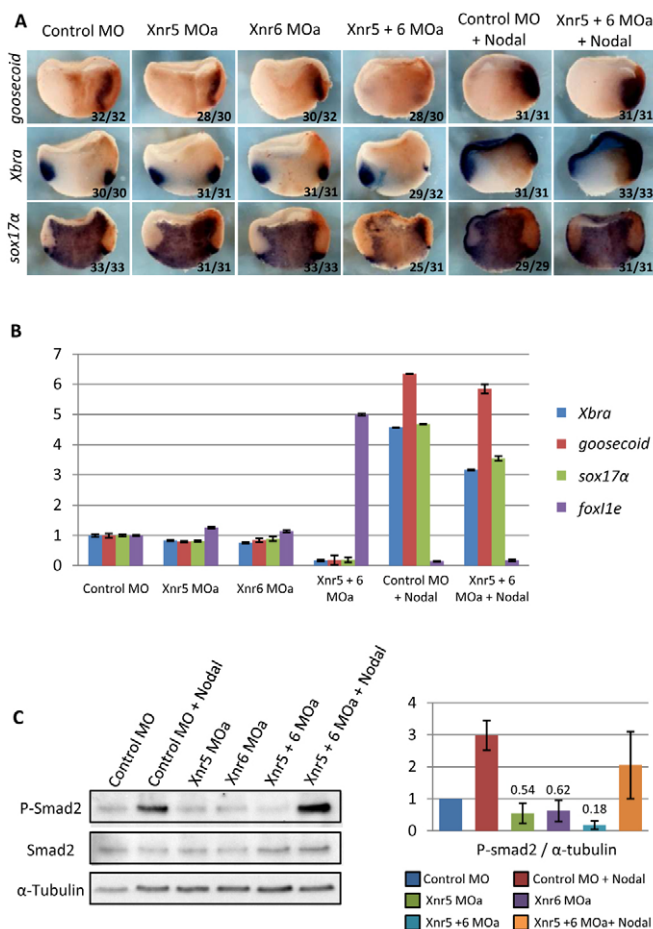 A
Control MO Xnr5 MOa Xnr6 MOa Xnr5 + 6 MOa Control MO + Nodal Xnr5 + 6 MOa + Nodal
goosecoid
32/32 28/30 30/32 28/30 31/31 31/31
Xbra
30/30 31/31 31/31 29/32 31/31 33/33
sox17α
33/33 31/31 33/33 25/31 29/29 31/31
B
7
6
5
4
3
2
1
0
Control MO Xnr5 MOa Xnr6 MOa Xnr5 + 6 MOa Control MO + Nodal Xnr5 + 6 MOa + Nodal
Xbra
goosecoid
sox17α
foxI1e
C
Control MO Control MO + Nodal Xnr5 MOa Xnr6 MOa Xnr5 + 6 MOa Xnr5 + 6 MOa + Nodal
P-Smad2
Smad2
α-Tubulin
4
3
2
1
0
0.54 0.62 0.18
P-smad2 / α-tubulin
Control MO Control MO + Nodal
Xnr5 MOa Xnr6 MOa
Xnr5 +6 MOa Xnr5 +6 MOa+ Nodal